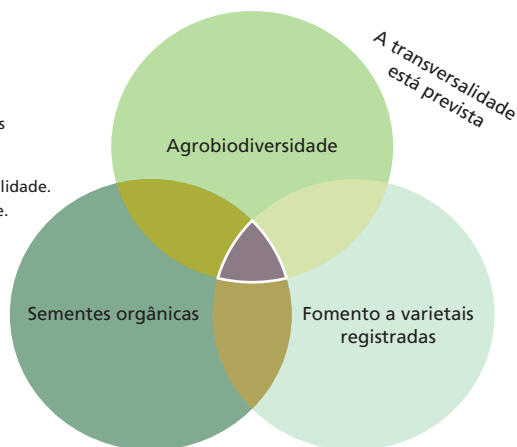 A transversalidade
está prevista
Agrobiodiversidade
Sementes orgânicas
Fomento a varietais
registradas